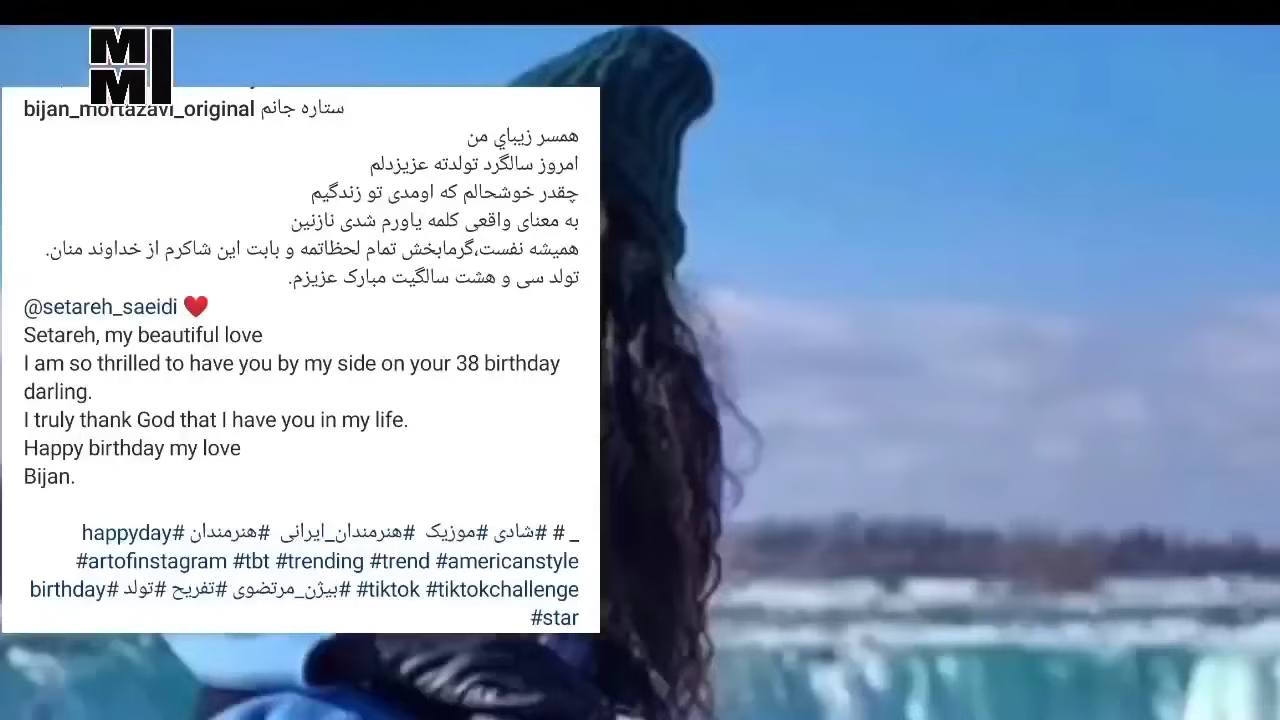 MMI
bijan_mortazavi_original ستاره جانم
همسر زیباي من
امروز سالگرد تولدته عزیزدلم
چقدر خوشحالم که اومدی تو زندگیم
به معنای واقعی کلمه یاورم شدی نازنین
همیشه نفست،گرمابخش تمام لحظاتمه و بابت این شاکرم از خداوند منان.
تولد سی و هشت سالگیت مبارک عزیزم.
@setareh_saeidi ❤️
Setareh, my beautiful love
I am so thrilled to have you by my side on your 38 birthday
darling.
I truly thank God that I have you in my life.
Happy birthday my love
Bijan.
_ # #شادی #موزیک #هنرمندان_ایرانی #هنرمندان #happyday
#artofinstagram #tbt #trending #trend #americanstyle
#tiktok #tiktokchallenge #بیژن_مرتضوی #تفریح #تولد #birthday
#star